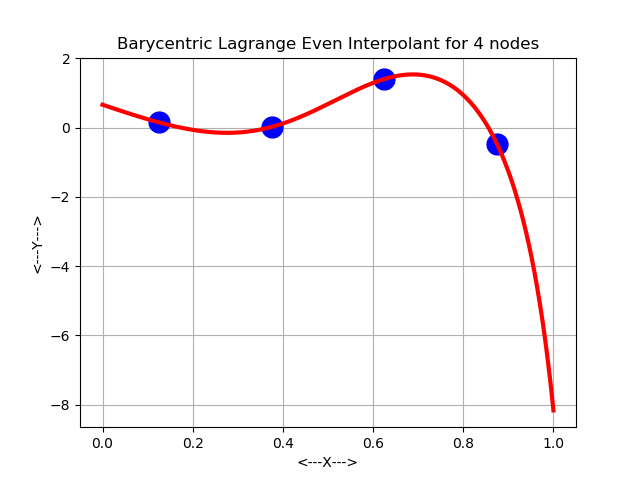 Barycentric Lagrange Even Interpolant for 4 nodes
2
0
−2
−4
−6
−8
<---Y--->
0.0 0.2 0.4 0.6 0.8 1.0
<---X--->